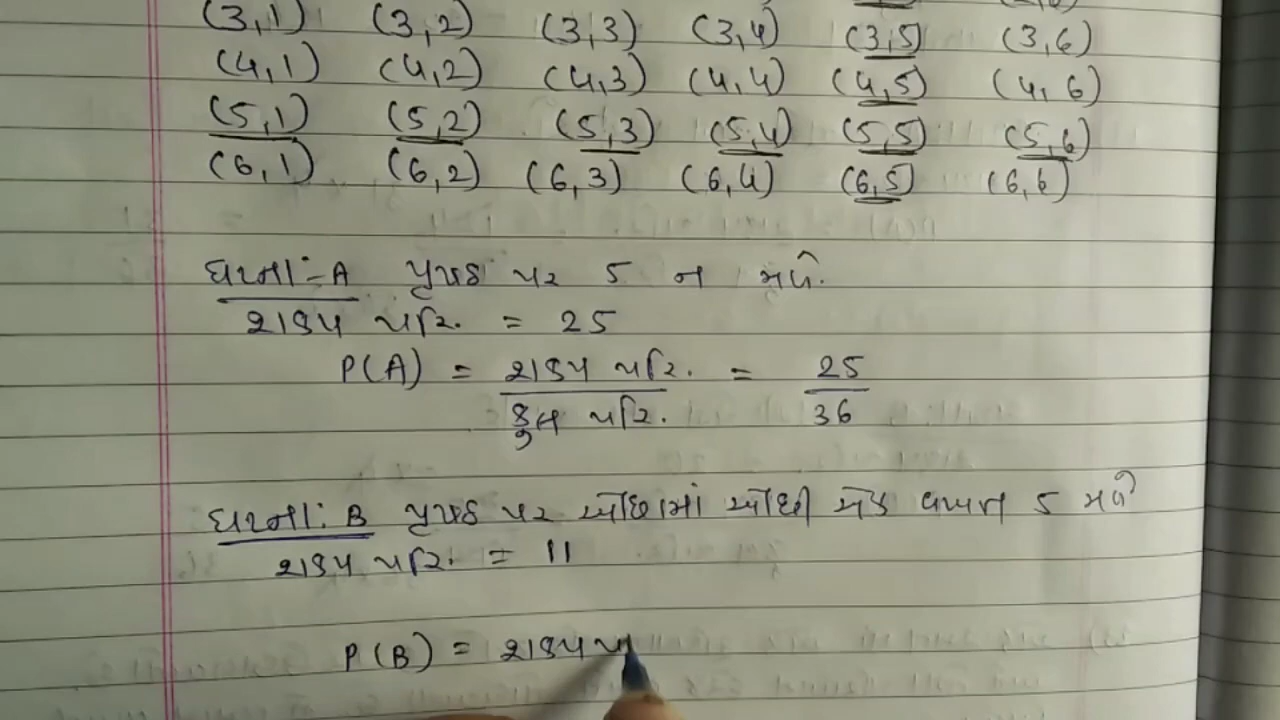 (3,1) (3,2) (3,3) (3,4) (3,5) (3,6)
(4,1) (4,2) (4,3) (4,4) (4,5) (4,6)
(5,1) (5,2) (5,3) (5,4) (5,5) (5,6)
(6,1) (6,2) (6,3) (6,4) (6,5) (6,6)
ઘટના:- A પૃષ્ઠ પર 5 ન મળે.
શક્ય પરિ. = 25
P(A) = શક્ય પરિ. / કુલ પરિ. = 25 / 36
ઘટના: B પૃષ્ઠ પર ઓછામાં ઓછી એક વખત 5 મળે
શક્ય પરિ. = 11
P(B) = શક્ય